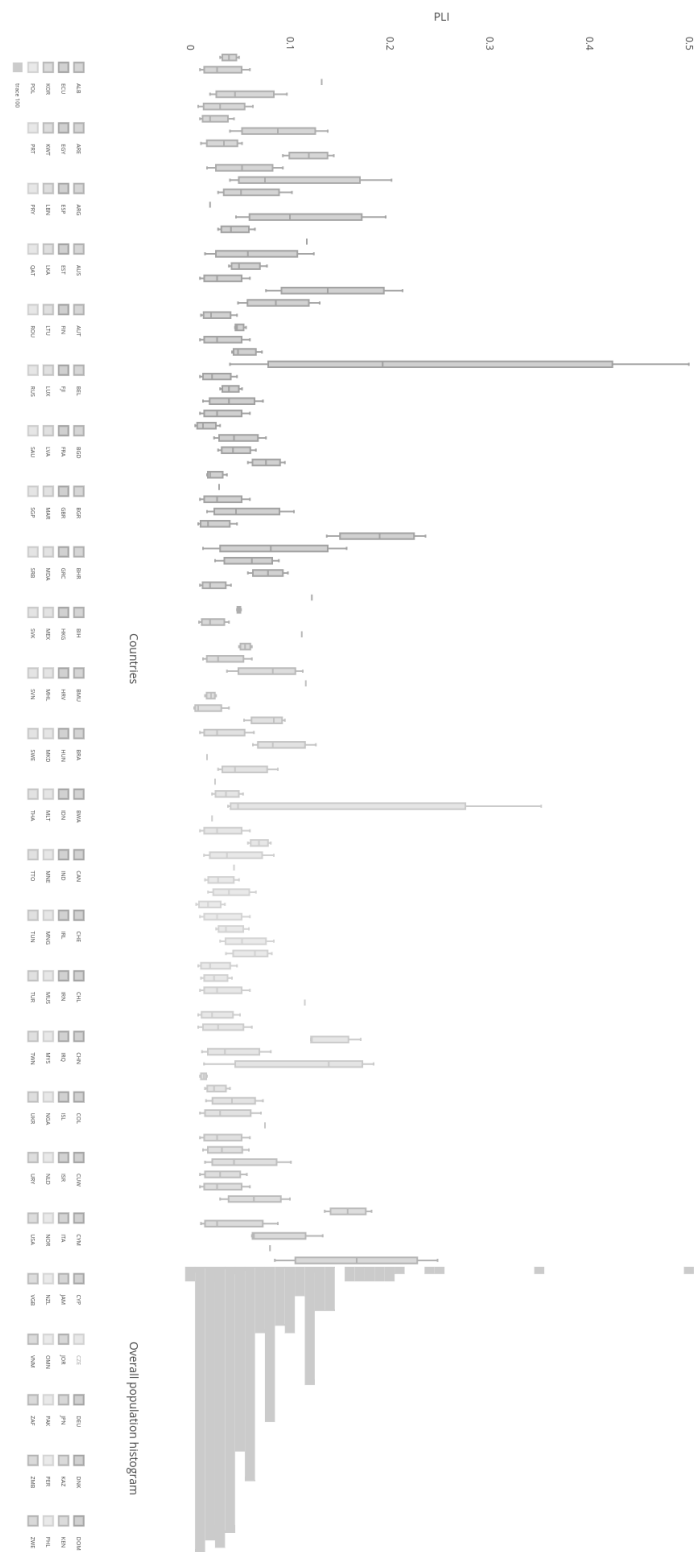 PLI
0 0.1 0.2 0.3 0.4 0.5
Countries
Overall population histogram
ALB ARE ARG AUS AUT BEL BGD BGR BHR BIH BMU BRA BWA CAN CHE CHL CHN COL CUW CYM CYP CZE DEU DNK DOM
ECU EGY ESP EST FIN FJI FRA GBR GRC HKG HRV HUN IDN IND IRL IRN IRQ ISL ISR ITA JAM JOR JPN KAZ KEN
KOR KWT LBN LKA LTU LUX LVA MAR MDA MEX MHL MKD MLT MNE MNG MUS MYS NGA NLD NOR NZL OMN PAK PER PHL
POL PRT PRY QAT ROU RUS SAU SGP SRB SVK SVN SWE THA TTO TUN TUR TWN UKR URY USA VGB VNM ZAF ZMB ZWE
trace 100